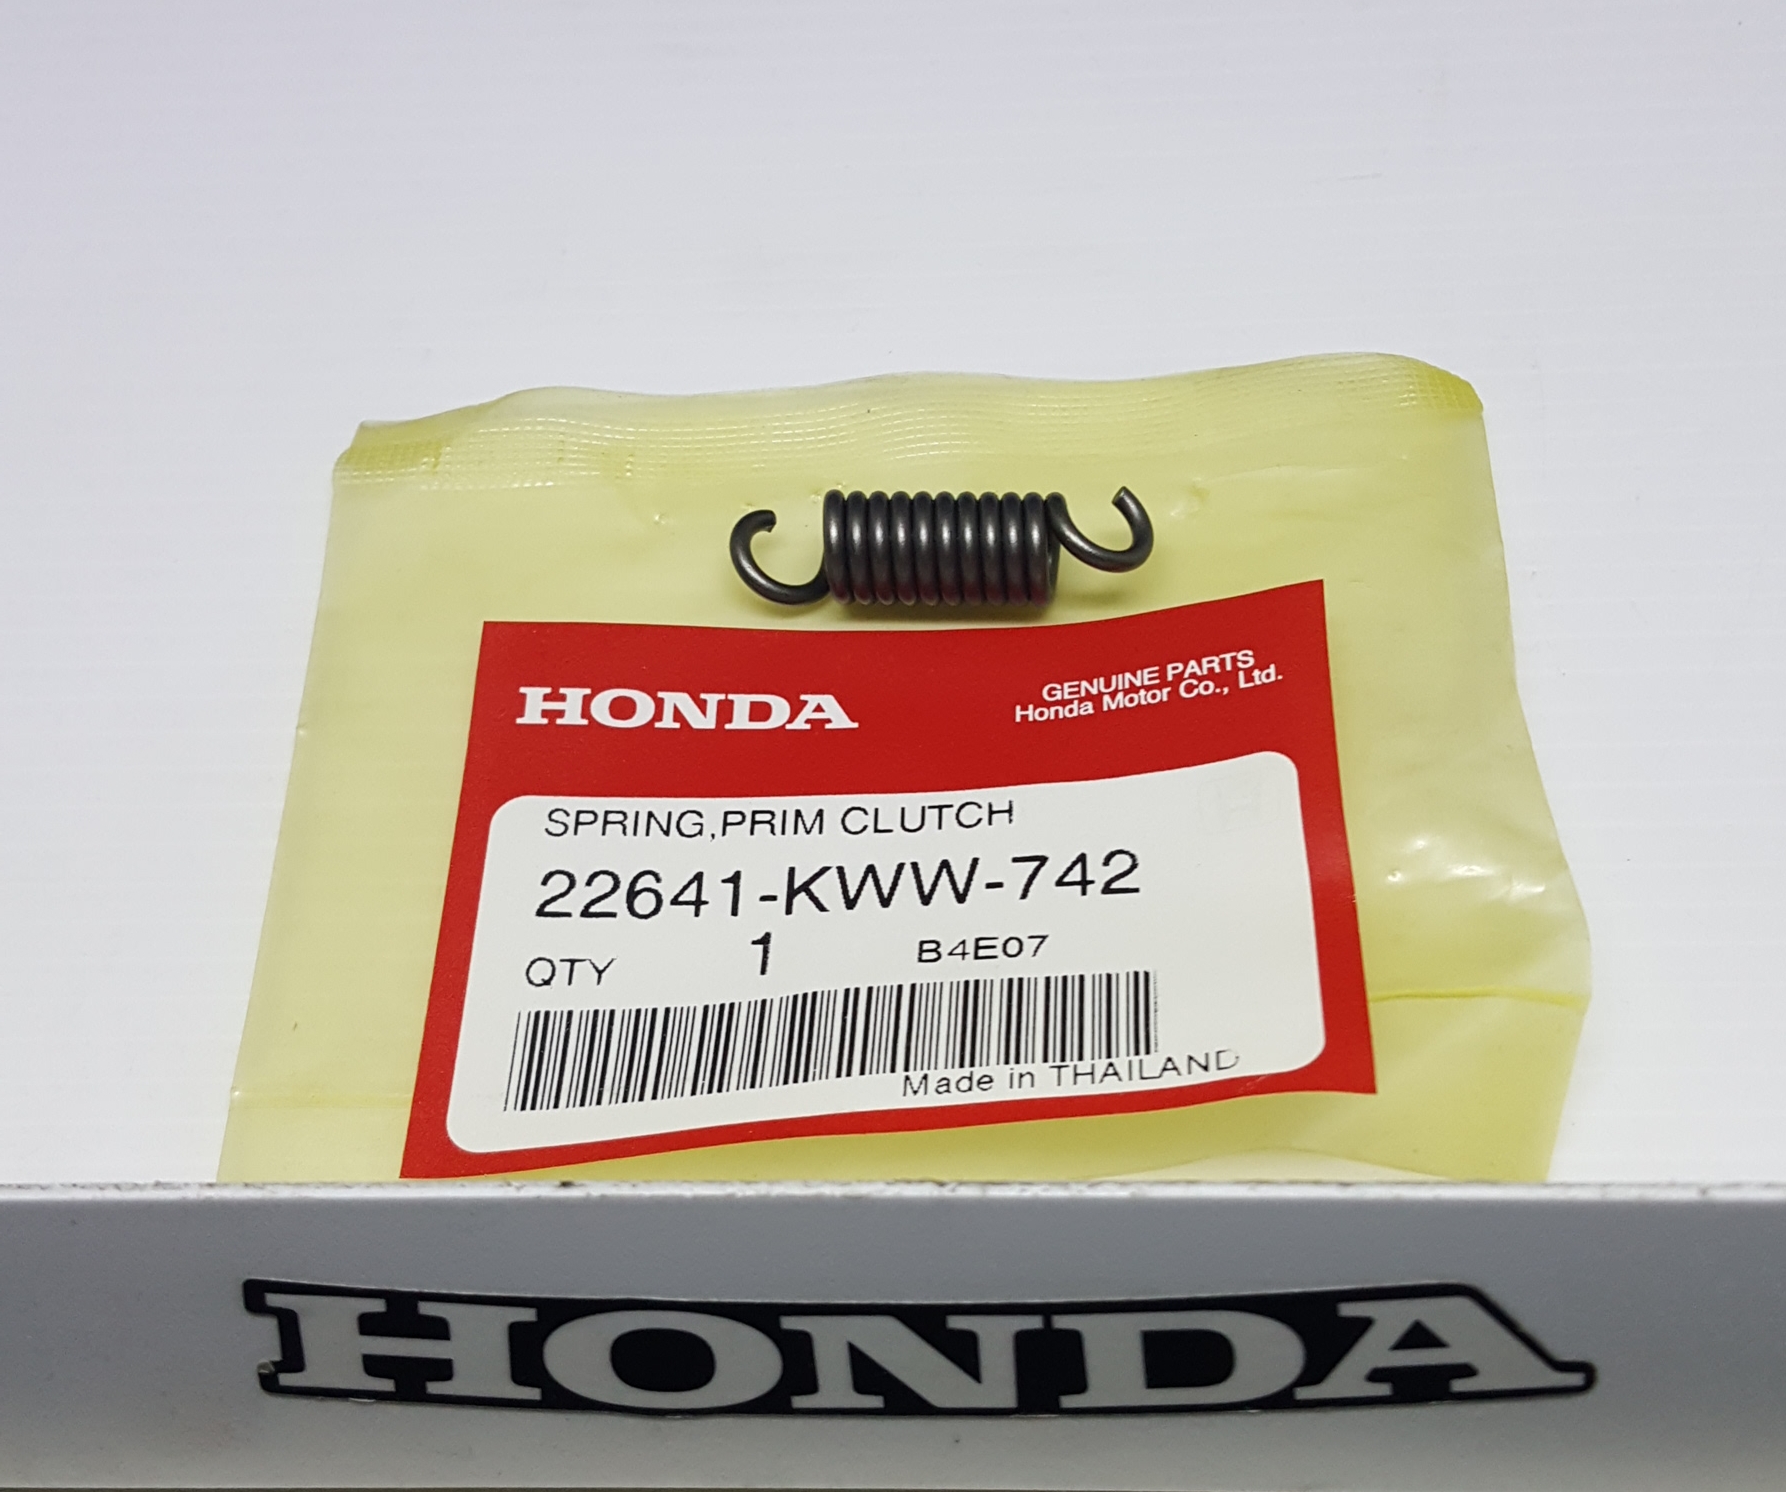 HONDA
GENUINE PARTS
Honda Motor Co., Ltd.
SPRING,PRIM CLUTCH
22641-KWW-742
QTY 1 B4E07
Made in THAILAND
HONDA